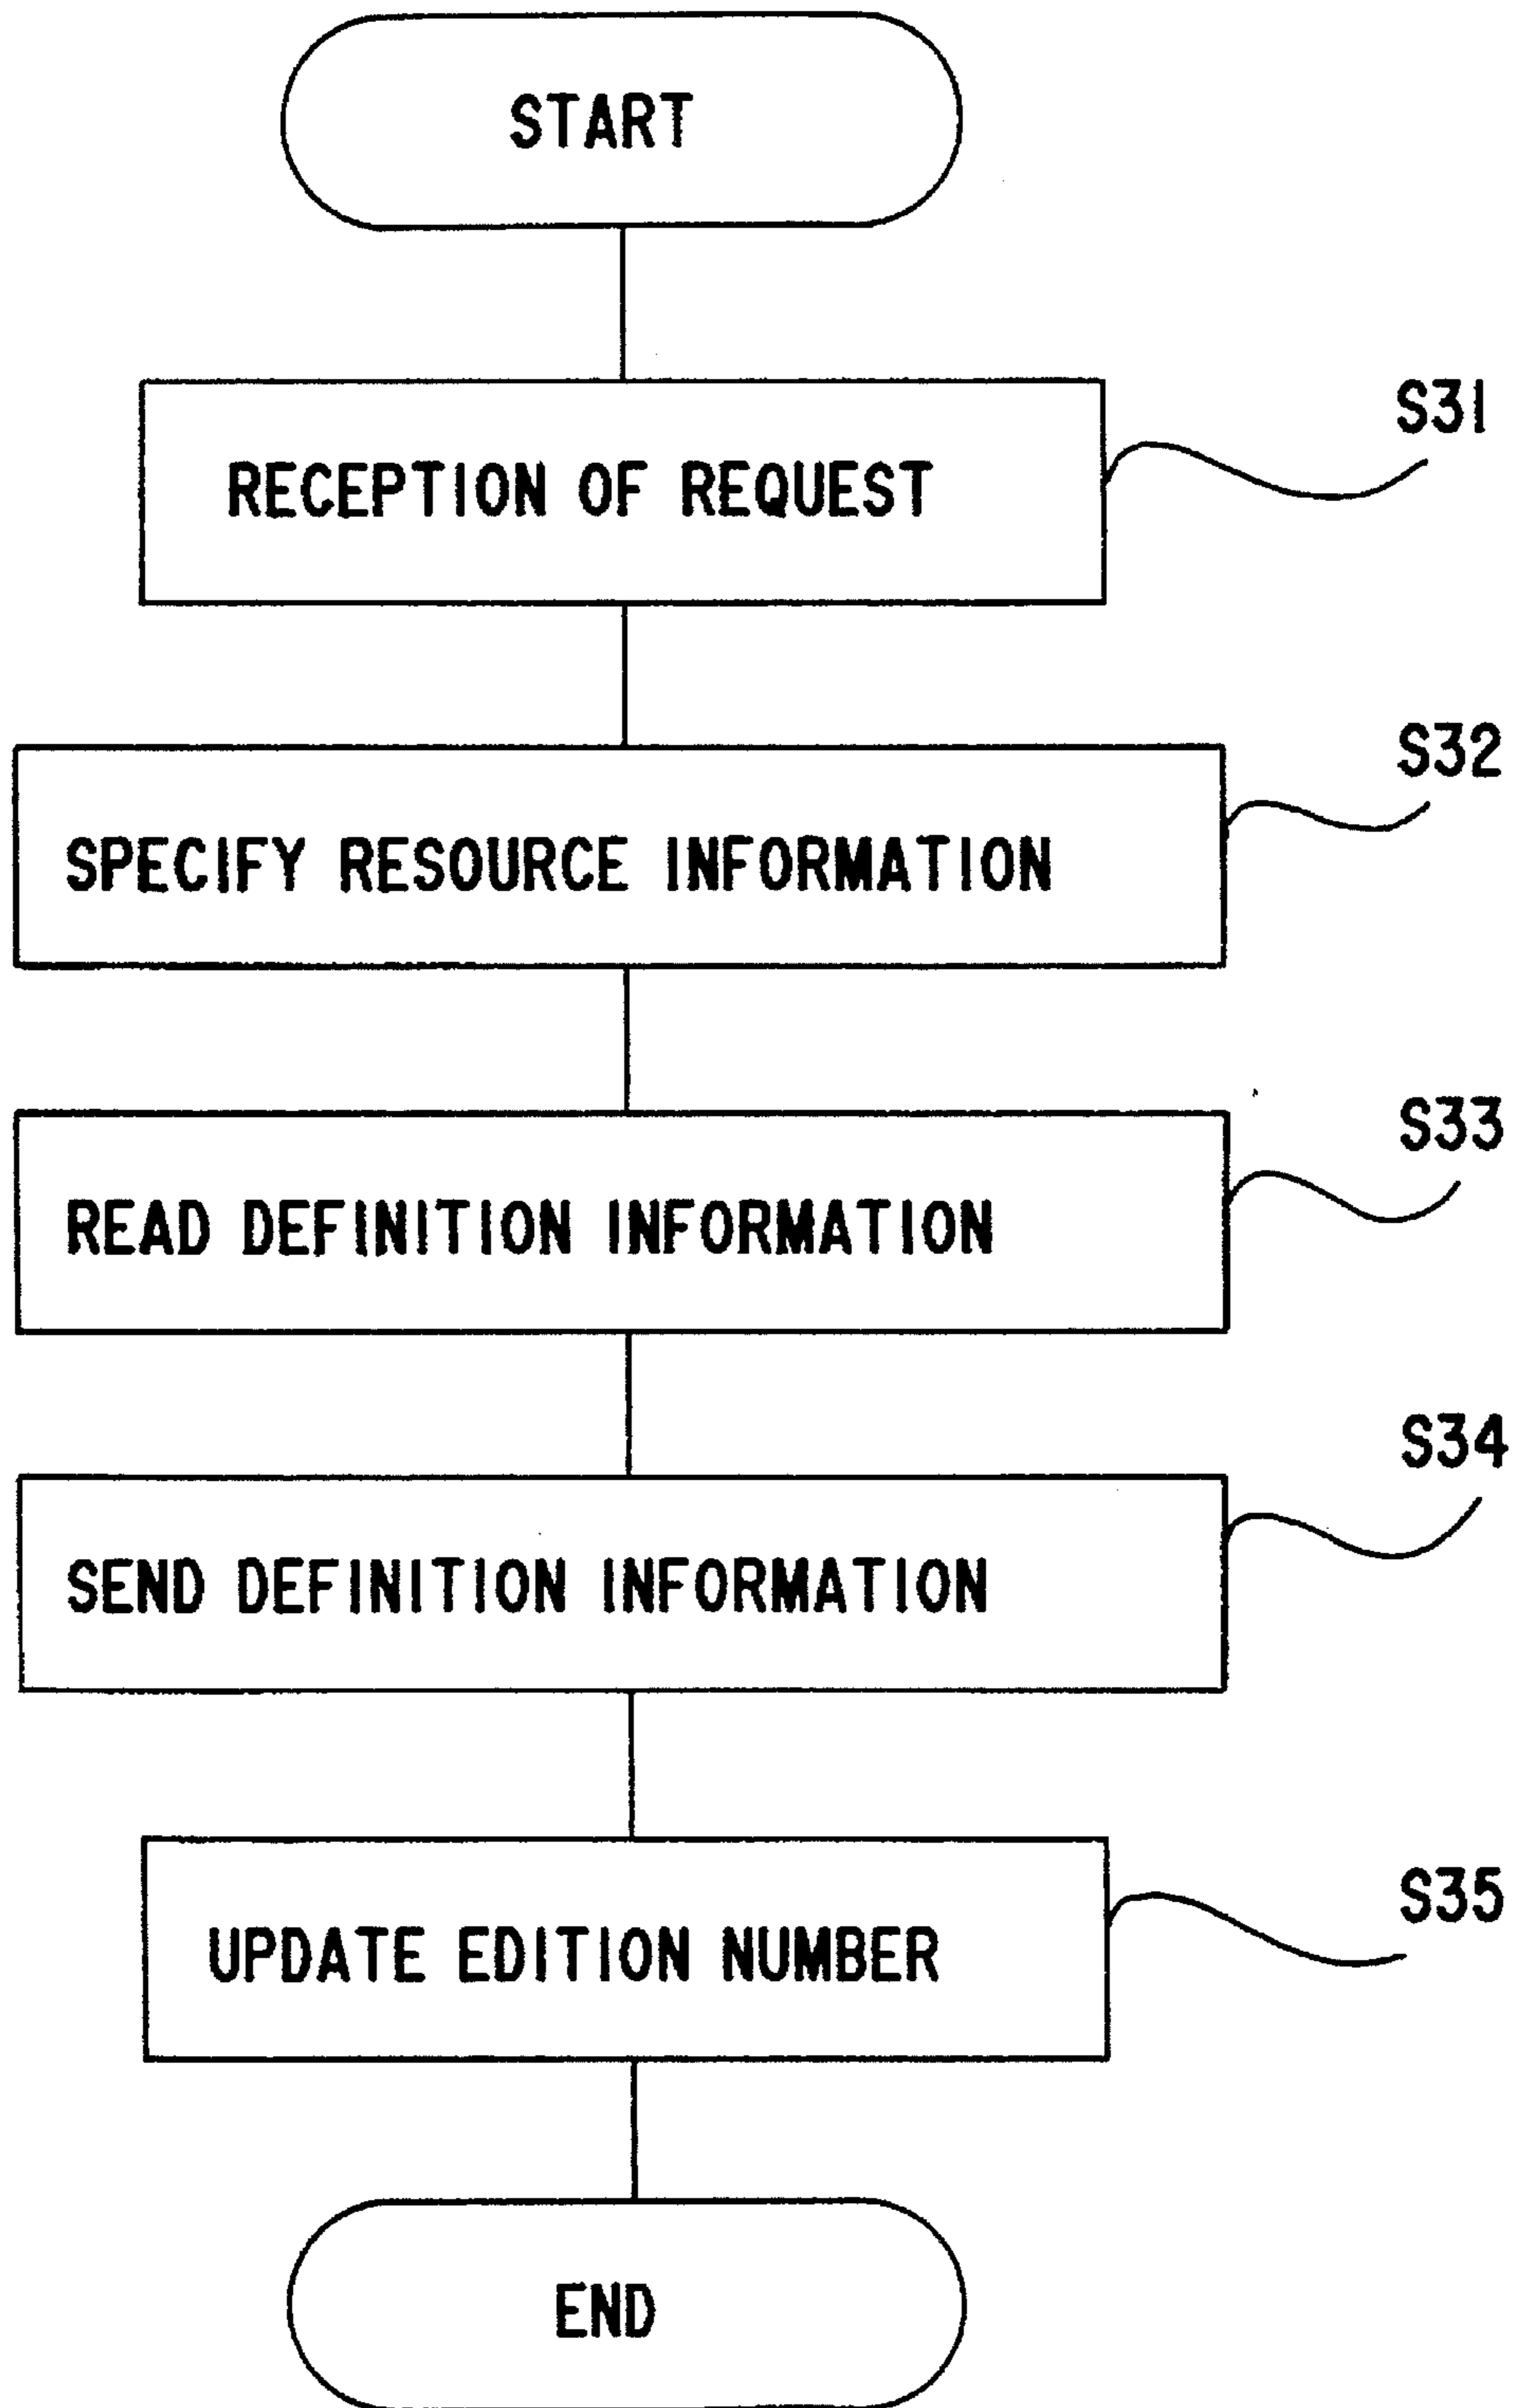 START
RECEPTION OF REQUEST
S31
SPECIFY RESOURCE INFORMATION
S32
READ DEFINITION INFORMATION
S33
SEND DEFINITION INFORMATION
S34
UPDATE EDITION NUMBER
S35
END